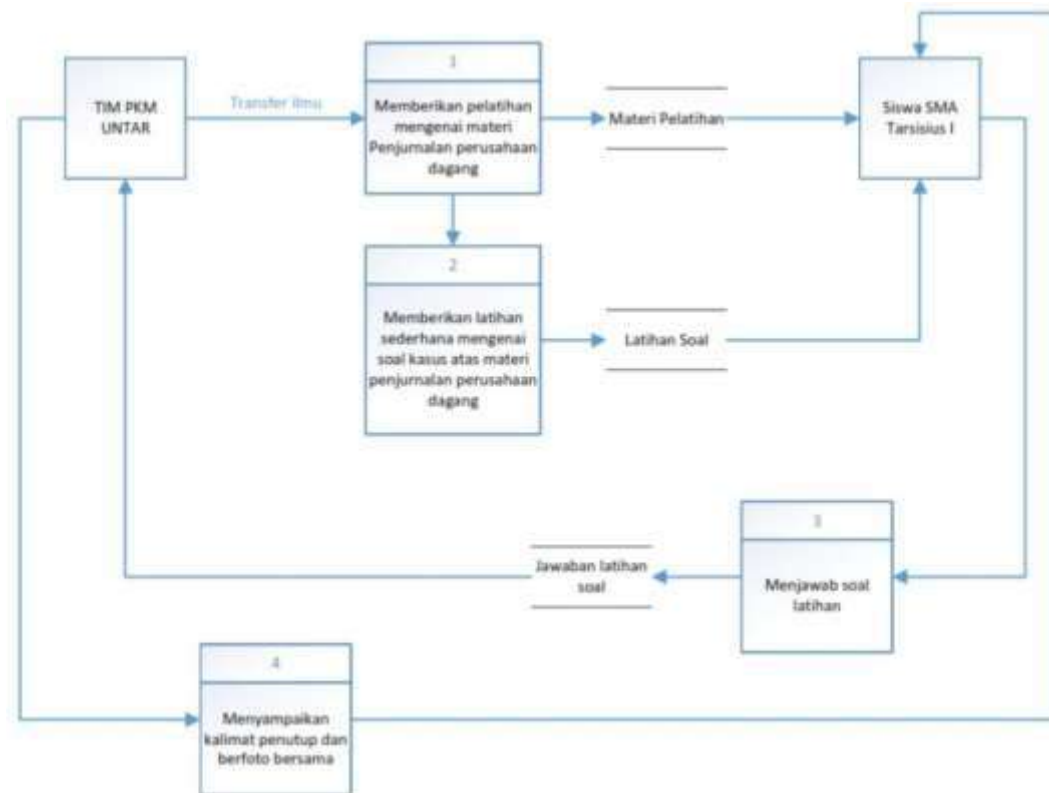 1
TIM PKM
UNTAR
Transfer ilmu
Memberikan pelatihan
mengenai materi
Penjurnalan perusahaan
dagang
Materi Pelatihan
Siswa SMA
Tarsisius I
2
Memberikan latihan
sederhana mengenai
soal kasus atas materi
penjurnalan perusahaan
dagang
Latihan Soal
3
Menjawab soal
latihan
Jawaban latihan
soal
4
Menyampaikan
kalimat penutup dan
berfoto bersama